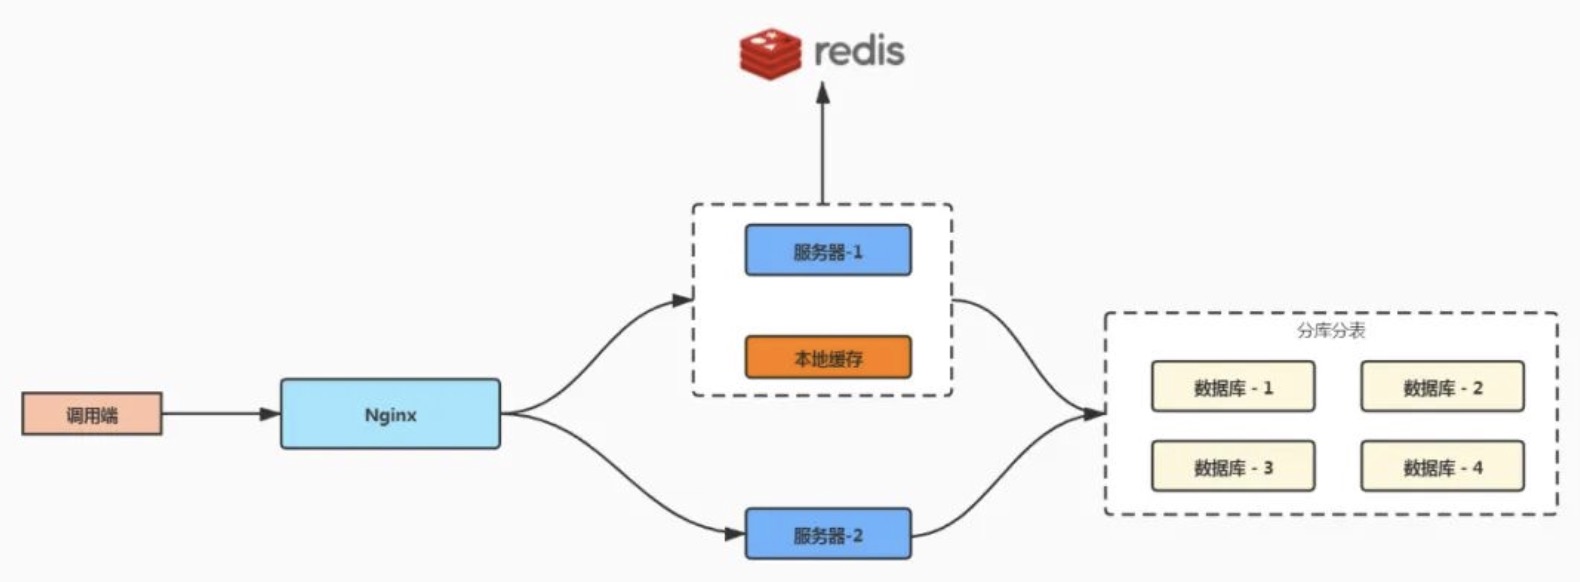 redis
服务器-1
本地缓存
调用端
Nginx
服务器-2
分库分表
数据库 - 1
数据库 - 2
数据库 - 3
数据库 - 4